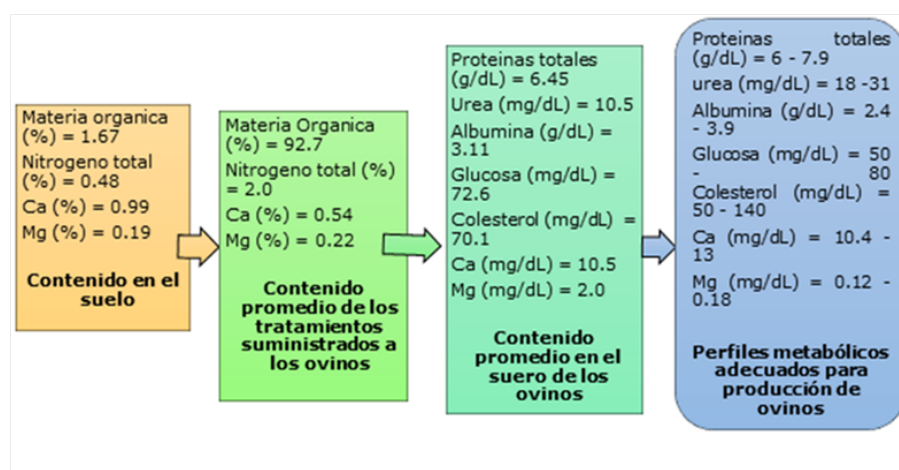 Materia organica
(%) = 1.67
Nitrogeno total
(%) = 0.48
Ca (%) = 0.99
Mg (%) = 0.19
Contenido en el
suelo
Materia Organica
(%) = 92.7
Nitrogeno total (%)
= 2.0
Ca (%) = 0.54
Mg (%) = 0.22
Contenido
promedio de los
tratamientos
suministrados a
los ovinos
Proteinas totales
(g/dL) = 6.45
Urea (mg/dL) = 10.5
Albumina (g/dL) =
3.11
Glucosa (mg/dL) =
72.6
Colesterol (mg/dL) =
70.1
Ca (mg/dL) = 10.5
Mg (mg/dL) = 2.0
Contenido
promedio en el
suero de los
ovinos
Proteinas totales
(g/dL) = 6 - 7.9
urea (mg/dL) = 18 -31
Albumina (g/dL) = 2.4
- 3.9
Glucosa (mg/dL) = 50
- 80
Colesterol (mg/dL) =
50 - 140
Ca (mg/dL) = 10.4 -
13
Mg (mg/dL) = 0.12 -
0.18
Perfiles metabólicos
adecuados para
producción de
ovinos